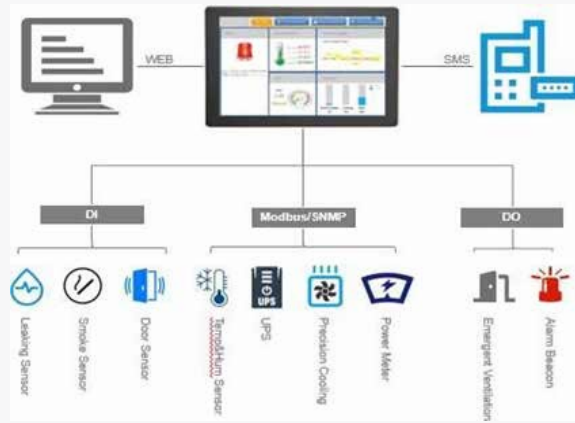 WEB
SMS
DI
Modbus/SNMP
DO
UPS
Leaking Sensor
Smoke Sensor
Door Sensor
Temp&Hum Sensor
UPS
Precision Cooling
Power Meter
Emergent Ventilation
Alarm Beacon